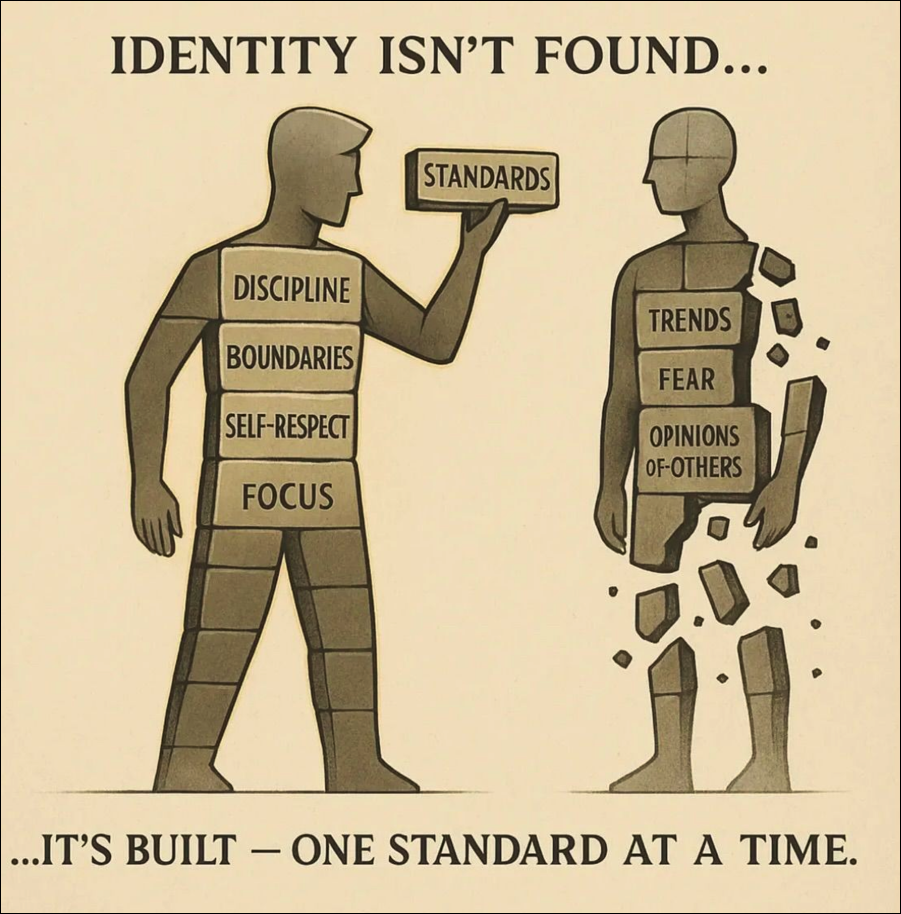 IDENTITY ISN'T FOUND...
STANDARDS
DISCIPLINE
BOUNDARIES
SELF-RESPECT
FOCUS
TRENDS
FEAR
OPINIONS
OF-OTHERS
...IT'S BUILT — ONE STANDARD AT A TIME.